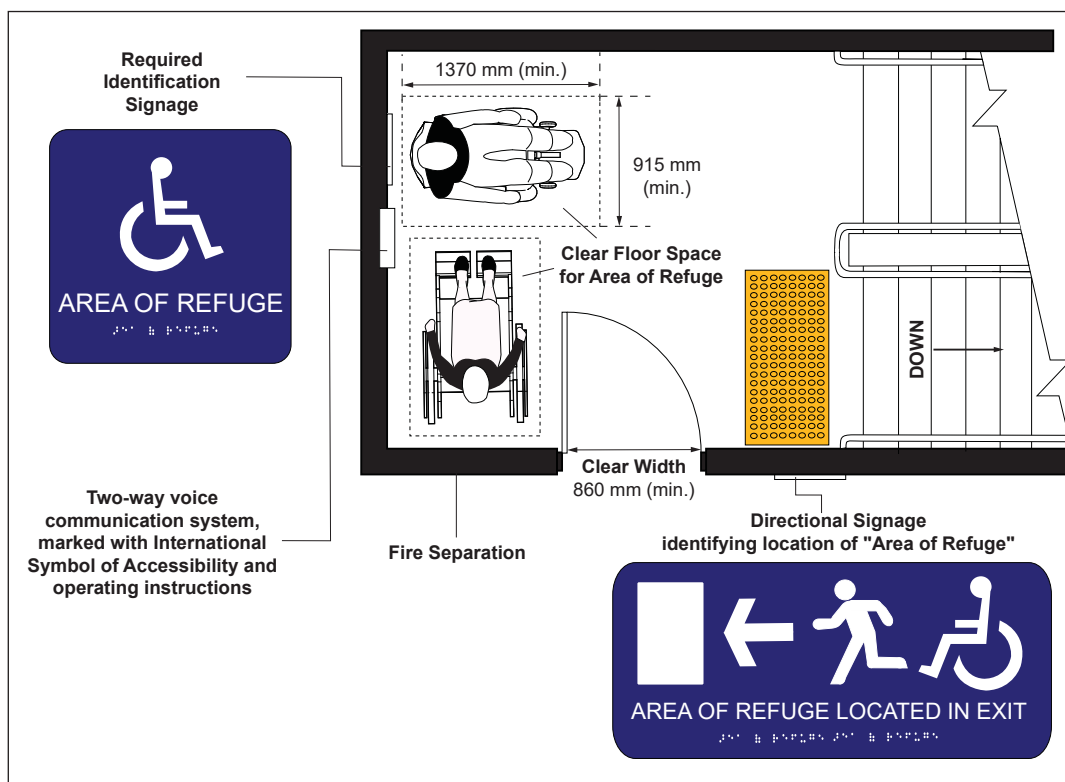 Required
Identification
Signage
AREA OF REFUGE
1370 mm (min.)
915 mm
(min.)
Clear Floor Space
for Area of Refuge
DOWN
Clear Width
860 mm (min.)
Two-way voice
communication system,
marked with International
Symbol of Accessibility and
operating instructions
Fire Separation
Directional Signage
identifying location of "Area of Refuge"
AREA OF REFUGE LOCATED IN EXIT